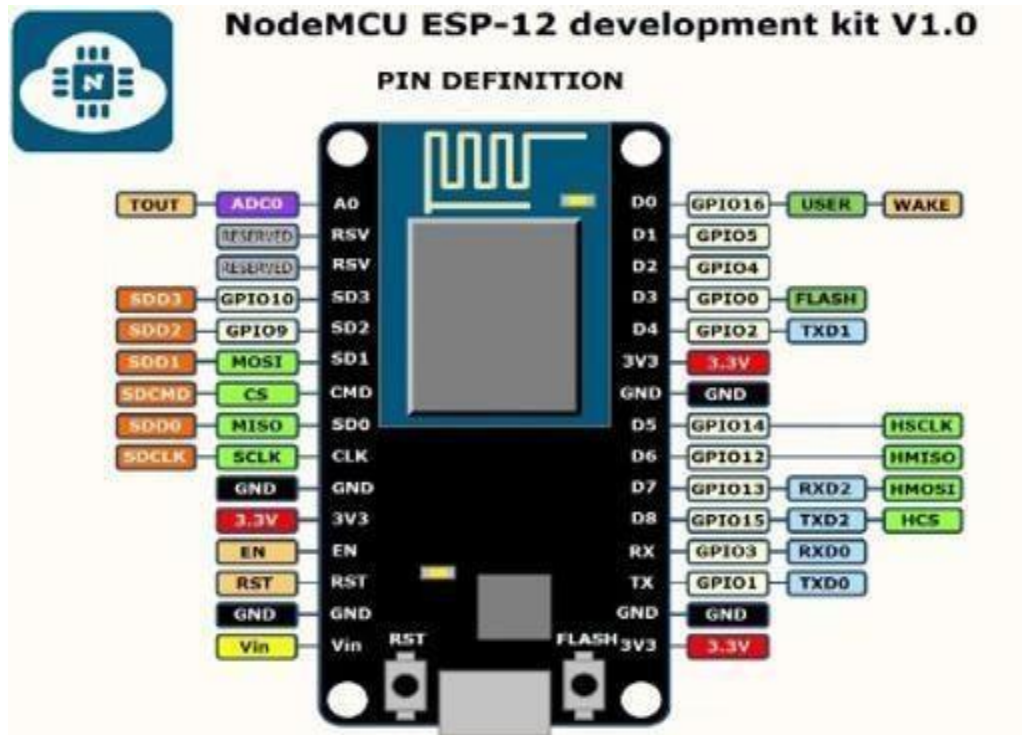 NodeMCU ESP-12 development kit V1.0
N
PIN DEFINITION
TOUT ADC0 A0 D0 GPIO16 USER WAKE
RESERVED RSV D1 GPIO5
RESERVED RSV D2 GPIO4
SDD3 GPIO10 SD3 D3 GPIO0 FLASH
SDD2 GPIO9 SD2 D4 GPIO2 TXD1
SDD1 MOSI SD1 3V3 3.3V
SDCMD CS CMD GND GND
SDD0 MISO SD0 D5 GPIO14 HSCLK
SDCLK SCLK CLK D6 GPIO12 HMISO
GND GND D7 GPIO13 RXD2 HMOSI
3.3V 3V3 D8 GPIO15 TXD2 HCS
EN EN RX GPIO3 RXD0
RST RST TX GPIO1 TXD0
GND GND GND GND
Vin Vin RST FLASH 3V3 3.3V